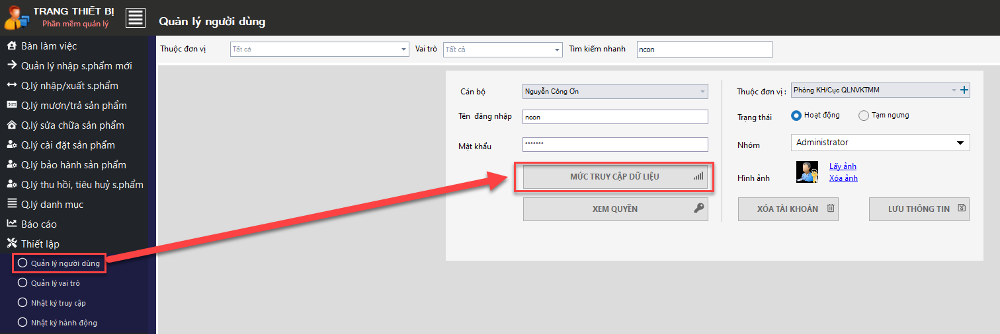 TRANG THIẾT BỊ
Phần mềm quản lý
Quản lý người dùng
Bàn làm việc
Quản lý nhập s.phẩm mới
Q.lý nhập/xuất s.phẩm
Q.lý mượn/trả sản phẩm
Q.lý sửa chữa sản phẩm
Q.lý cài đặt sản phẩm
Q.lý bảo hành sản phẩm
Q.lý thu hồi, tiêu huỷ s.phẩm
Q.lý danh mục
Báo cáo
Thiết lập
Quản lý người dùng
Quản lý vai trò
Nhật ký truy cập
Nhật ký hành động
Thuộc đơn vị Tất cả Vai trò Tất cả Tìm kiếm nhanh ncon
Cán bộ Nguyễn Công Ơn
Tên đăng nhập ncon
Mật khẩu *******
MỨC TRUY CẬP DỮ LIỆU
XEM QUYỀN
Thuộc đơn vị : Phòng KH/Cục QLNVKTMM
Trạng thái Hoạt động Tạm ngưng
Nhóm Administrator
Hình ảnh Lấy ảnh
Xóa ảnh
XÓA TÀI KHOẢN LƯU THÔNG TIN